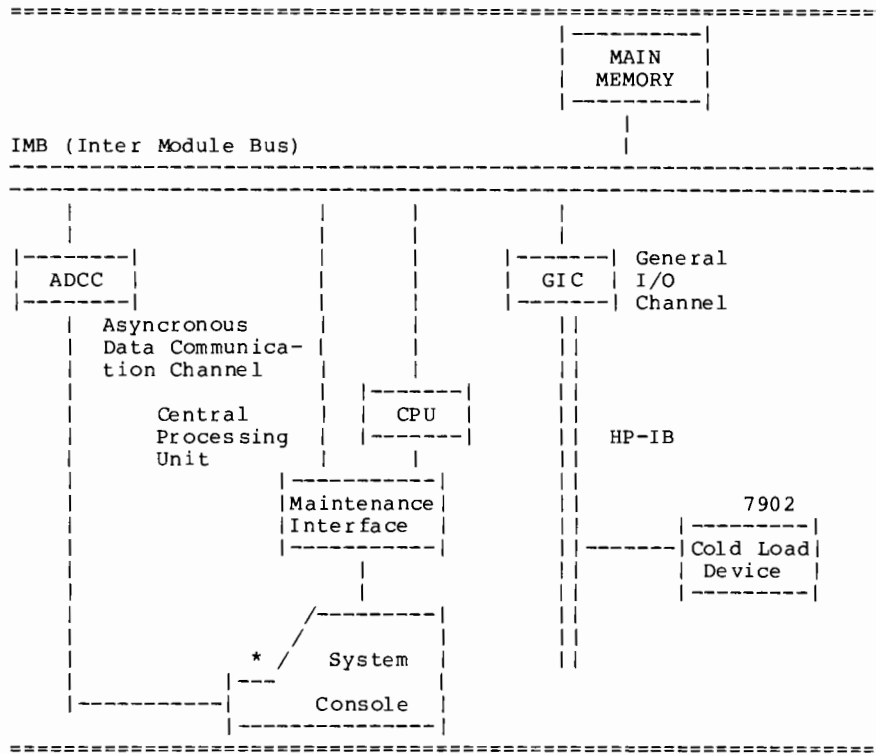 MAIN
MEMORY
IMB (Inter Module Bus)
ADCC
GIC
General
I/O
Channel
Asyncronous
Data Communica-
tion Channel
Central
Processing
Unit
CPU
HP-IB
Maintenance
Interface
7902
Cold Load
Device
*
System
Console